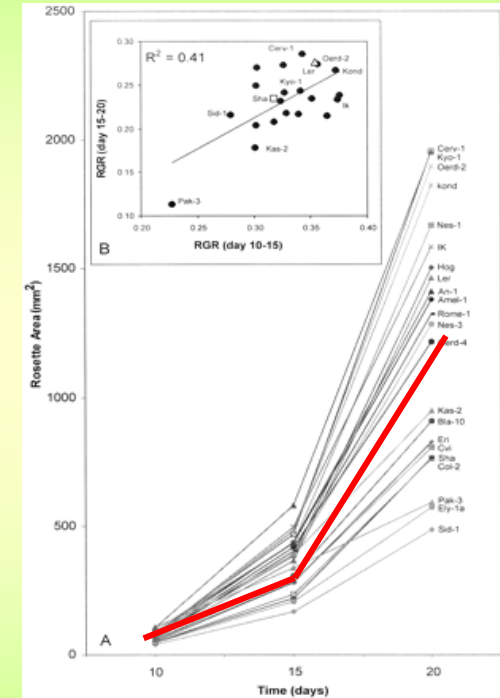 2500
2000
1500
1000
500
0
Rosette Area (mm²)
10
15
20
Time (days)
A
R² = 0.41
RGR (day 15-20)
0.30
0.25
0.20
0.15
0.10
0.20
0.25
0.30
0.35
0.40
RGR (day 10-15)
B
Cerv-1
Oerd-2
Ler
Kond
Kyo-1
Sha
Ik
Sid-1
Kas-2
Pak-3
Cerv-1
Kyo-1
Oerd-2
kond
Nes-1
IK
Hog
Ler
An-1
Amel-1
Rome-1
Nes-3
erd-4
Kas-2
Bla-10
Eri
Cvi
Sha
Col-2
Pak-3
Ely-1a
Sid-1